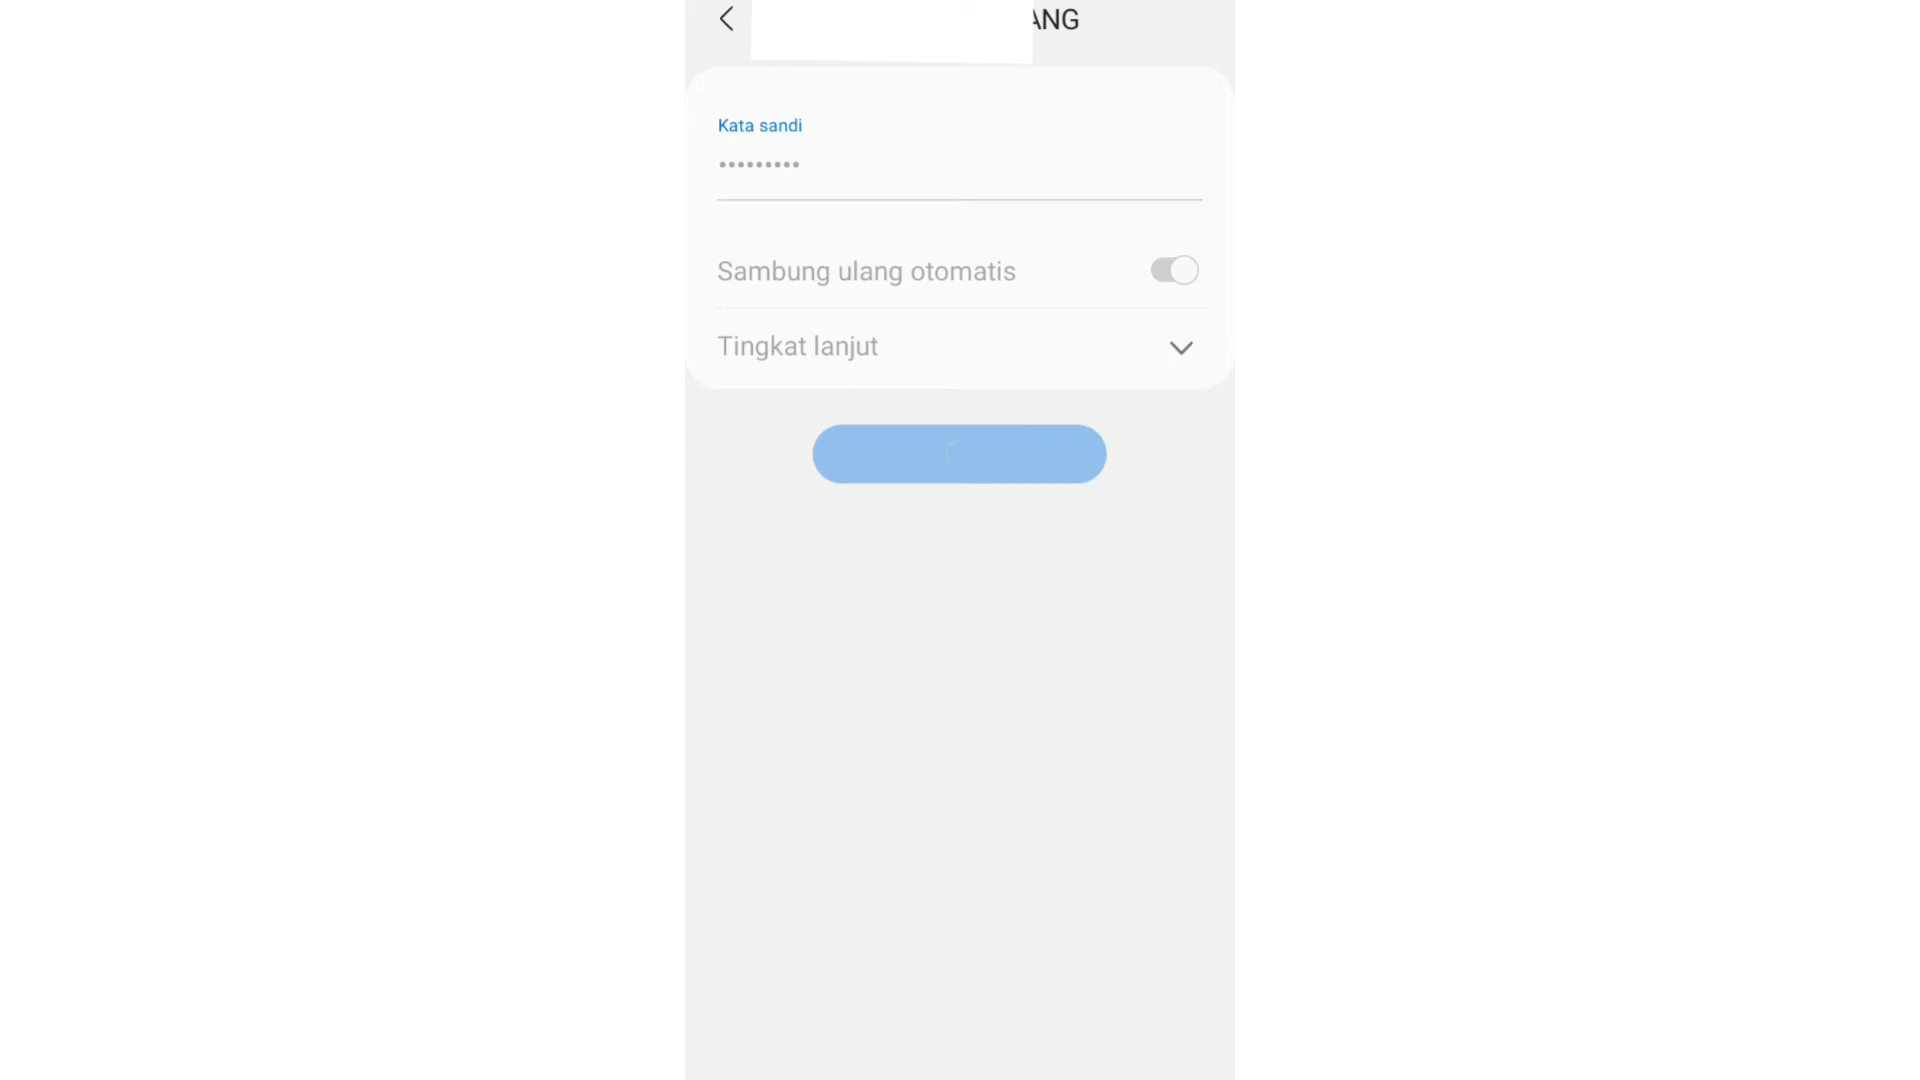 ANG
Kata sandi
•••••••••
Sambung ulang otomatis
Tingkat lanjut